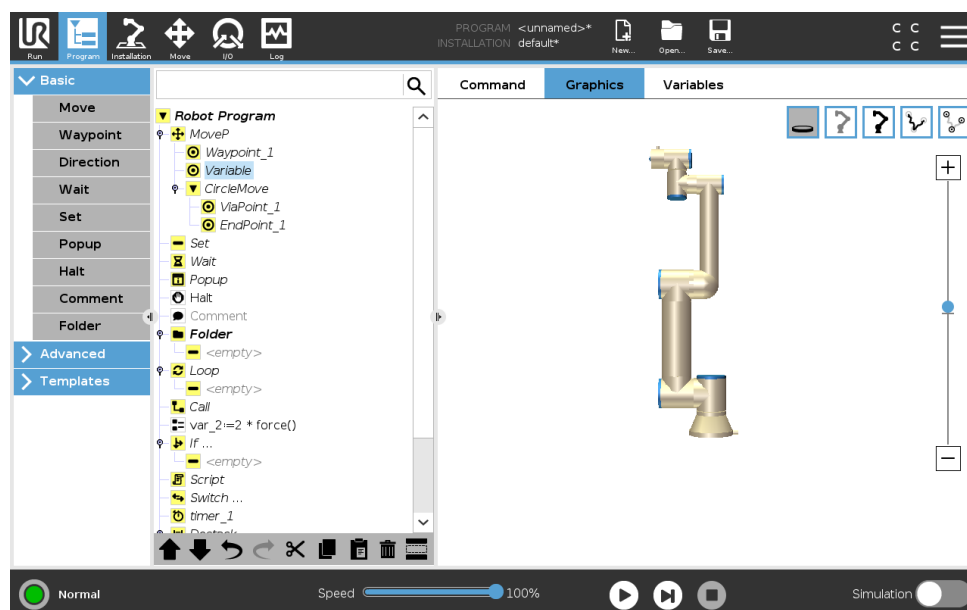 PROGRAM <unnamed>*
INSTALLATION default*
Run
Program
Installation
Move
I/O
Log
New...
Open...
Save...
C C
C C
Basic
Move
Waypoint
Direction
Wait
Set
Popup
Halt
Comment
Folder
Advanced
Templates
Robot Program
MoveP
Waypoint_1
Variable
CircleMove
ViaPoint_1
EndPoint_1
Set
Wait
Popup
Halt
Comment
Folder
<empty>
Loop
<empty>
Call
var_2:=2 * force()
If ...
<empty>
Script
Switch ...
timer_1
Command
Graphics
Variables
Normal
Speed
100%
Simulation